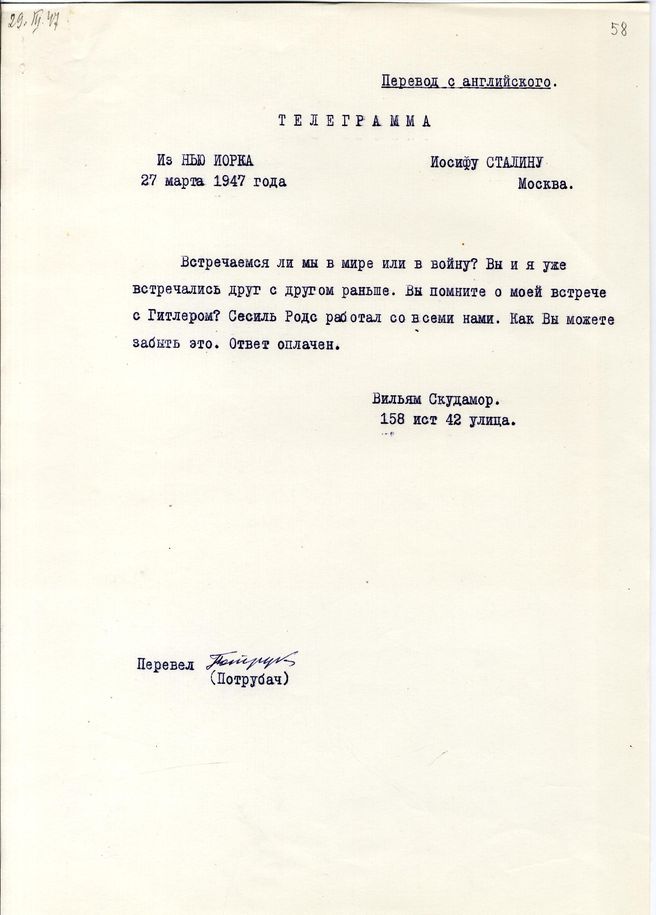 29.III.47
58
Перевод с английского.
ТЕЛЕГРАММА
Из НЬЮ ИОРКА Иосифу СТАЛИНУ
27 марта 1947 года Москва.
Встречаемся ли мы в мире или в войну? Вы и я уже
встречались друг с другом раньше. Вы помните о моей встрече
с Гитлером? Сесиль Родс работал со всеми нами. Как Вы можете
забыть это. Ответ оплачен.
Вильям Скудамор.
158 ист 42 улица.
Перевел
(Потрубач)